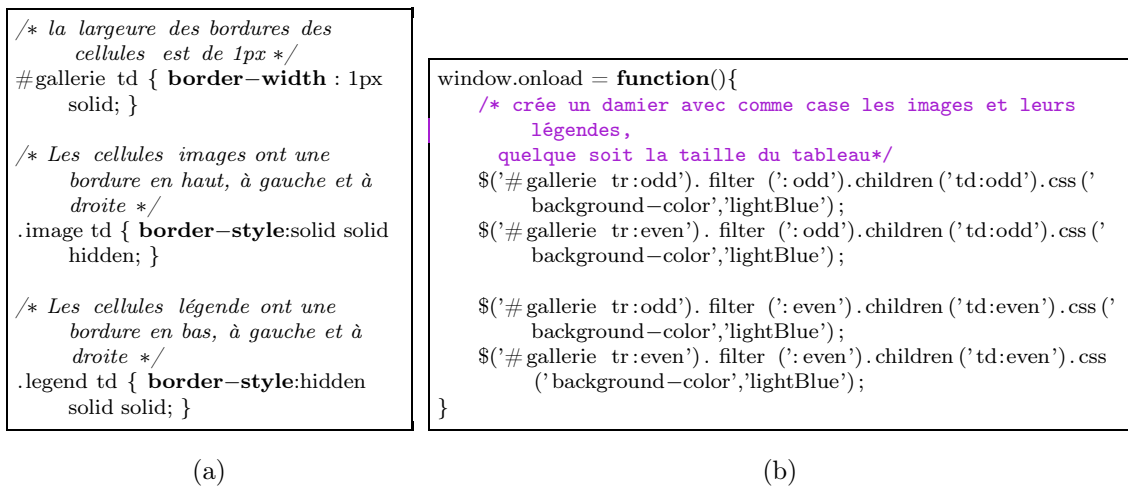 /* la largeure des bordures des
cellules est de 1px */
#gallerie td { border−width : 1px
solid; }
/* Les cellules images ont une
bordure en haut, à gauche et à
droite */
.image td { border−style:solid solid
hidden; }
/* Les cellules légende ont une
bordure en bas, à gauche et à
droite */
.legend td { border−style:hidden
solid solid; }
(a)
window.onload = function(){
/* crée un damier avec comme case les images et leurs
légendes,
quelque soit la taille du tableau*/
$('#gallerie tr:odd'). filter (':odd').children('td:odd').css('
background−color','lightBlue');
$('#gallerie tr:even'). filter (':odd').children('td:odd').css('
background−color','lightBlue');
$('#gallerie tr:odd'). filter (':even').children('td:even').css('
background−color','lightBlue');
$('#gallerie tr:even'). filter (':even').children('td:even').css
('background−color','lightBlue');
}
(b)